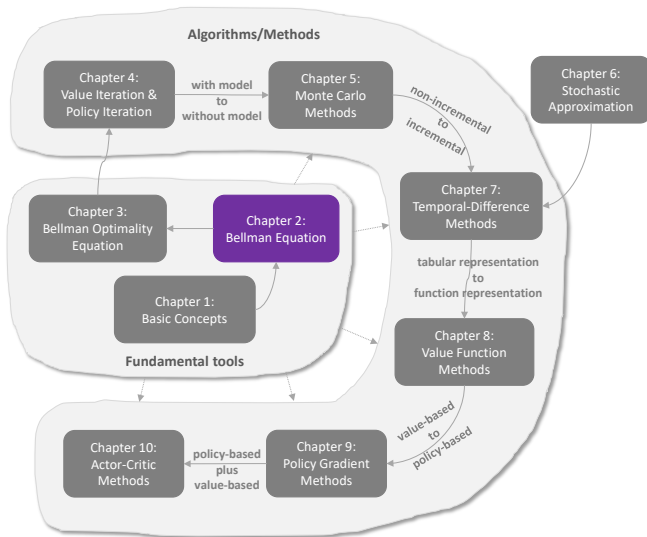 Algorithms/Methods
Chapter 4:
Value Iteration &
Policy Iteration
with model
to
without model
Chapter 5:
Monte Carlo
Methods
non-incremental
to
incremental
Chapter 6:
Stochastic
Approximation
Chapter 3:
Bellman Optimality
Equation
Chapter 2:
Bellman Equation
Chapter 7:
Temporal-Difference
Methods
Chapter 1:
Basic Concepts
Fundamental tools
tabular representation
to
function representation
Chapter 8:
Value Function
Methods
value-based
to
policy-based
Chapter 10:
Actor-Critic
Methods
policy-based
plus
value-based
Chapter 9:
Policy Gradient
Methods